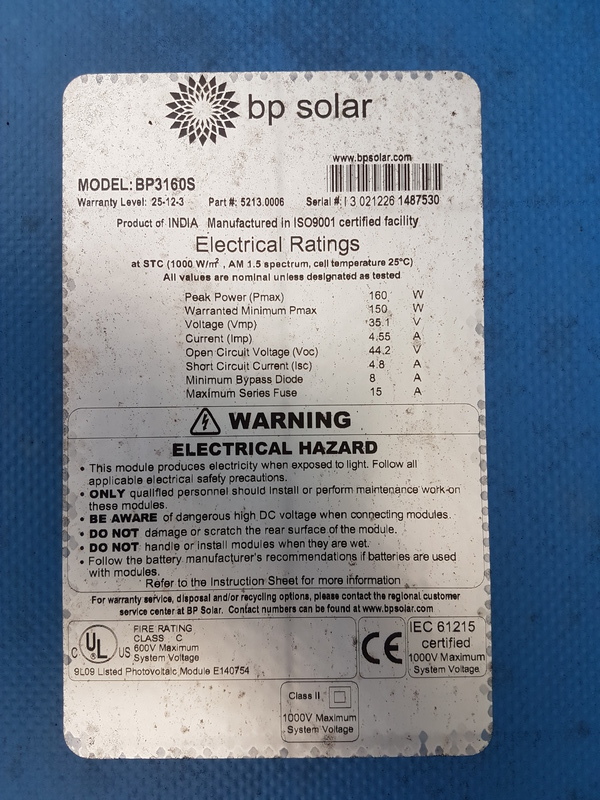 bp solar
www.bpsolar.com
MODEL: BP3160S
Warranty Level: 25-12-3 Part #: 5213.0006 Serial #: I 3 021226 1487530
Product of INDIA Manufactured in ISO9001 certified facility
Electrical Ratings
at STC (1000 W/m², AM 1.5 spectrum, cell temperature 25°C)
All values are nominal unless designated as tested
Peak Power (Pmax) 160 W
Warranted Minimum Pmax 150 W
Voltage (Vmp) 35.1 V
Current (Imp) 4.55 A
Open Circuit Voltage (Voc) 44.2 V
Short Circuit Current (Isc) 4.8 A
Minimum Bypass Diode 8 A
Maximum Series Fuse 15 A
WARNING
ELECTRICAL HAZARD
• This module produces electricity when exposed to light. Follow all
applicable electrical safety precautions.
• ONLY qualified personnel should install or perform maintenance work on
these modules.
• BE AWARE of dangerous high DC voltage when connecting modules.
• DO NOT damage or scratch the rear surface of the module.
• DO NOT handle or install modules when they are wet.
• Follow the battery manufacturer's recommendations if batteries are used
with modules.
Refer to the Instruction Sheet for more information
For warranty service, disposal and/or recycling options, please contact the regional customer
service center at BP Solar. Contact numbers can be found at www.bpsolar.com
C UL US
FIRE RATING
CLASS C
600V Maximum
System Voltage
9L09 Listed Photovoltaic Module E140754
CE
IEC 61215
certified
1000V Maximum
System Voltage
Class II
1000V Maximum
System Voltage